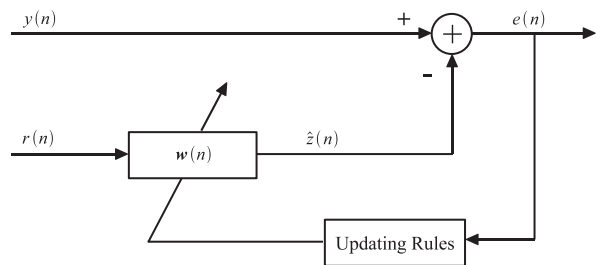 y(n)
+
+
e(n)
-
r(n)
w(n)
ẑ(n)
Updating Rules